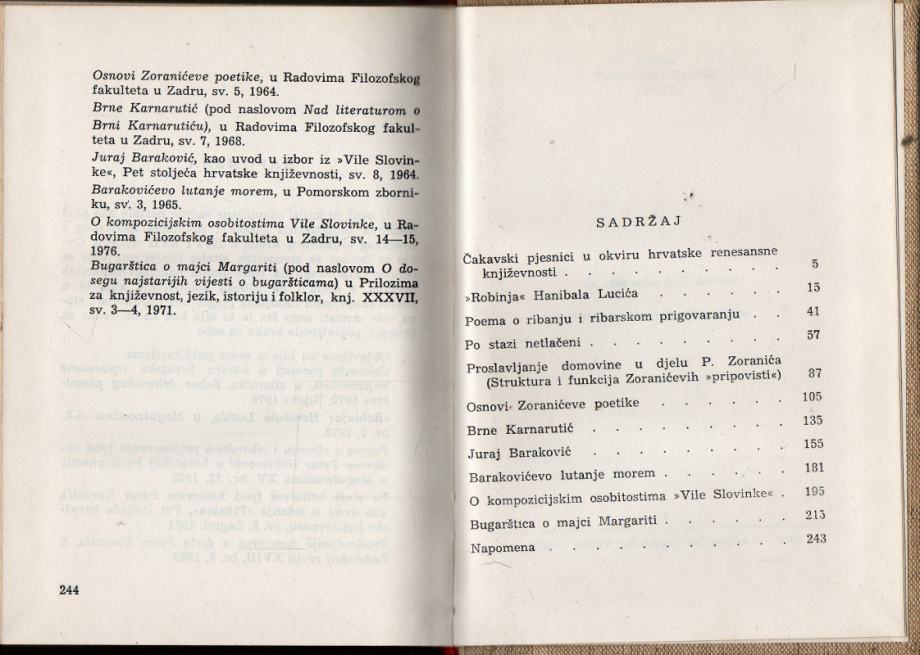 Osnovi Zoranićeve poetike, u Radovima Filozofskog
fakulteta u Zadru, sv. 5, 1964.
Brne Karnarutić (pod naslovom Nad literaturom o
Brni Karnarutiću), u Radovima Filozofskog fakul-
teta u Zadru, sv. 7, 1968.
Juraj Baraković, kao uvod u izbor iz »Vile Slovin-
ke«, Pet stoljeća hrvatske književnosti, sv. 8, 1964.
Barakovićevo lutanje morem, u Pomorskom zborni-
ku, sv. 3, 1965.
O kompozicijskim osobitostima Vile Slovinke, u Ra-
dovima Filozofskog fakulteta u Zadru, sv. 14—15,
1976.
Bugarštica o majci Margariti (pod naslovom O do-
segu najstarijih vijesti o bugaršticama) u Prilozima
za književnost, jezik, istoriju i folklor, knj. XXXVII,
sv. 3—4, 1971.
244
SADRŽAJ
Čakavski pjesnici u okviru hrvatske renesansne
književnosti . . . . . . . . . 5
»Robinja« Hanibala Lucića . . . . . . 15
Poema o ribanju i ribarskom prigovaranju . . 41
Po stazi netlačeni . . . . . . . . 57
Proslavljanje domovine u djelu P. Zoranića
(Struktura i funkcija Zoranićevih »pripovisti«) 87
Osnovi Zoranićeve poetike . . . . . . 105
Brne Karnarutić . . . . . . . . 135
Juraj Baraković . . . . . . . . 155
Barakovićevo lutanje morem . . . . . 181
O kompozicijskim osobitostima »Vile Slovinke« . 195
Bugarštica o majci Margariti . . . . . 215
Napomena . . . . . . . . . 243